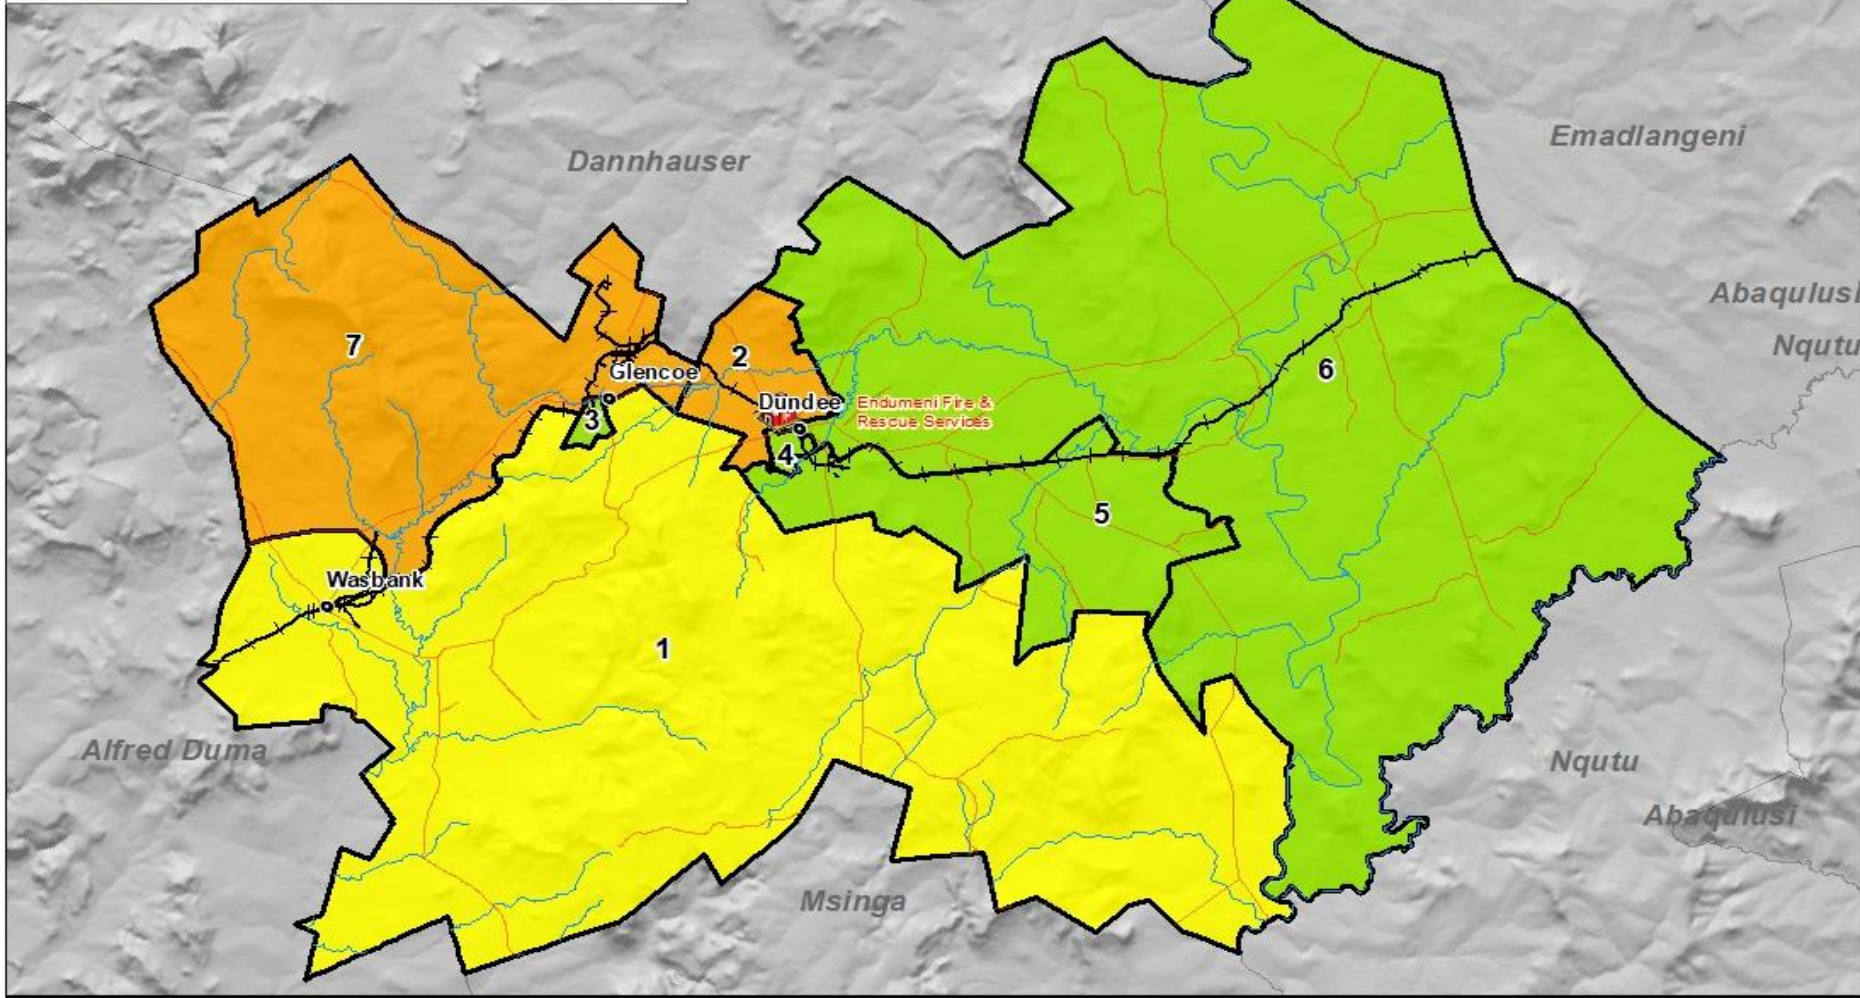 Emadlangeni
Dannhauser
Abaqulusi
Nqutu
7
2
6
Glencoe
Dundee
Endumeni Fire &
Rescue Services
3
4
5
Wasbank
1
Alfred Duma
Nqutu
Abaqulusi
Msinga